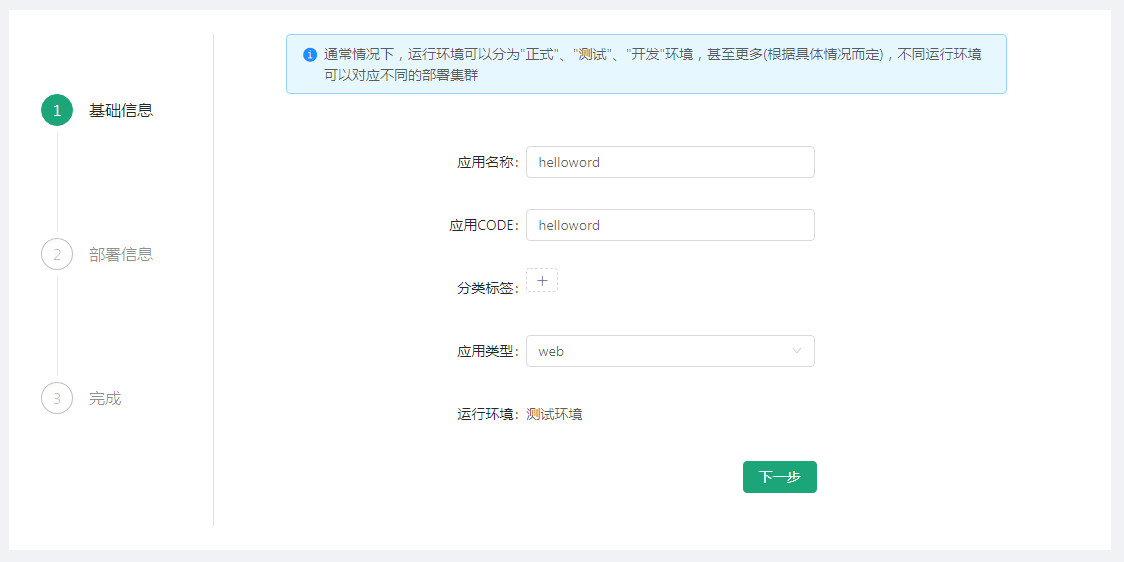 通常情况下，运行环境可以分为"正式"、"测试"、"开发"环境，甚至更多(根据具体情况而定)，不同运行环境
可以对应不同的部署集群
1 基础信息
应用名称: helloword
应用CODE: helloword
2 部署信息
分类标签: +
应用类型: web
3 完成
运行环境: 测试环境
下一步